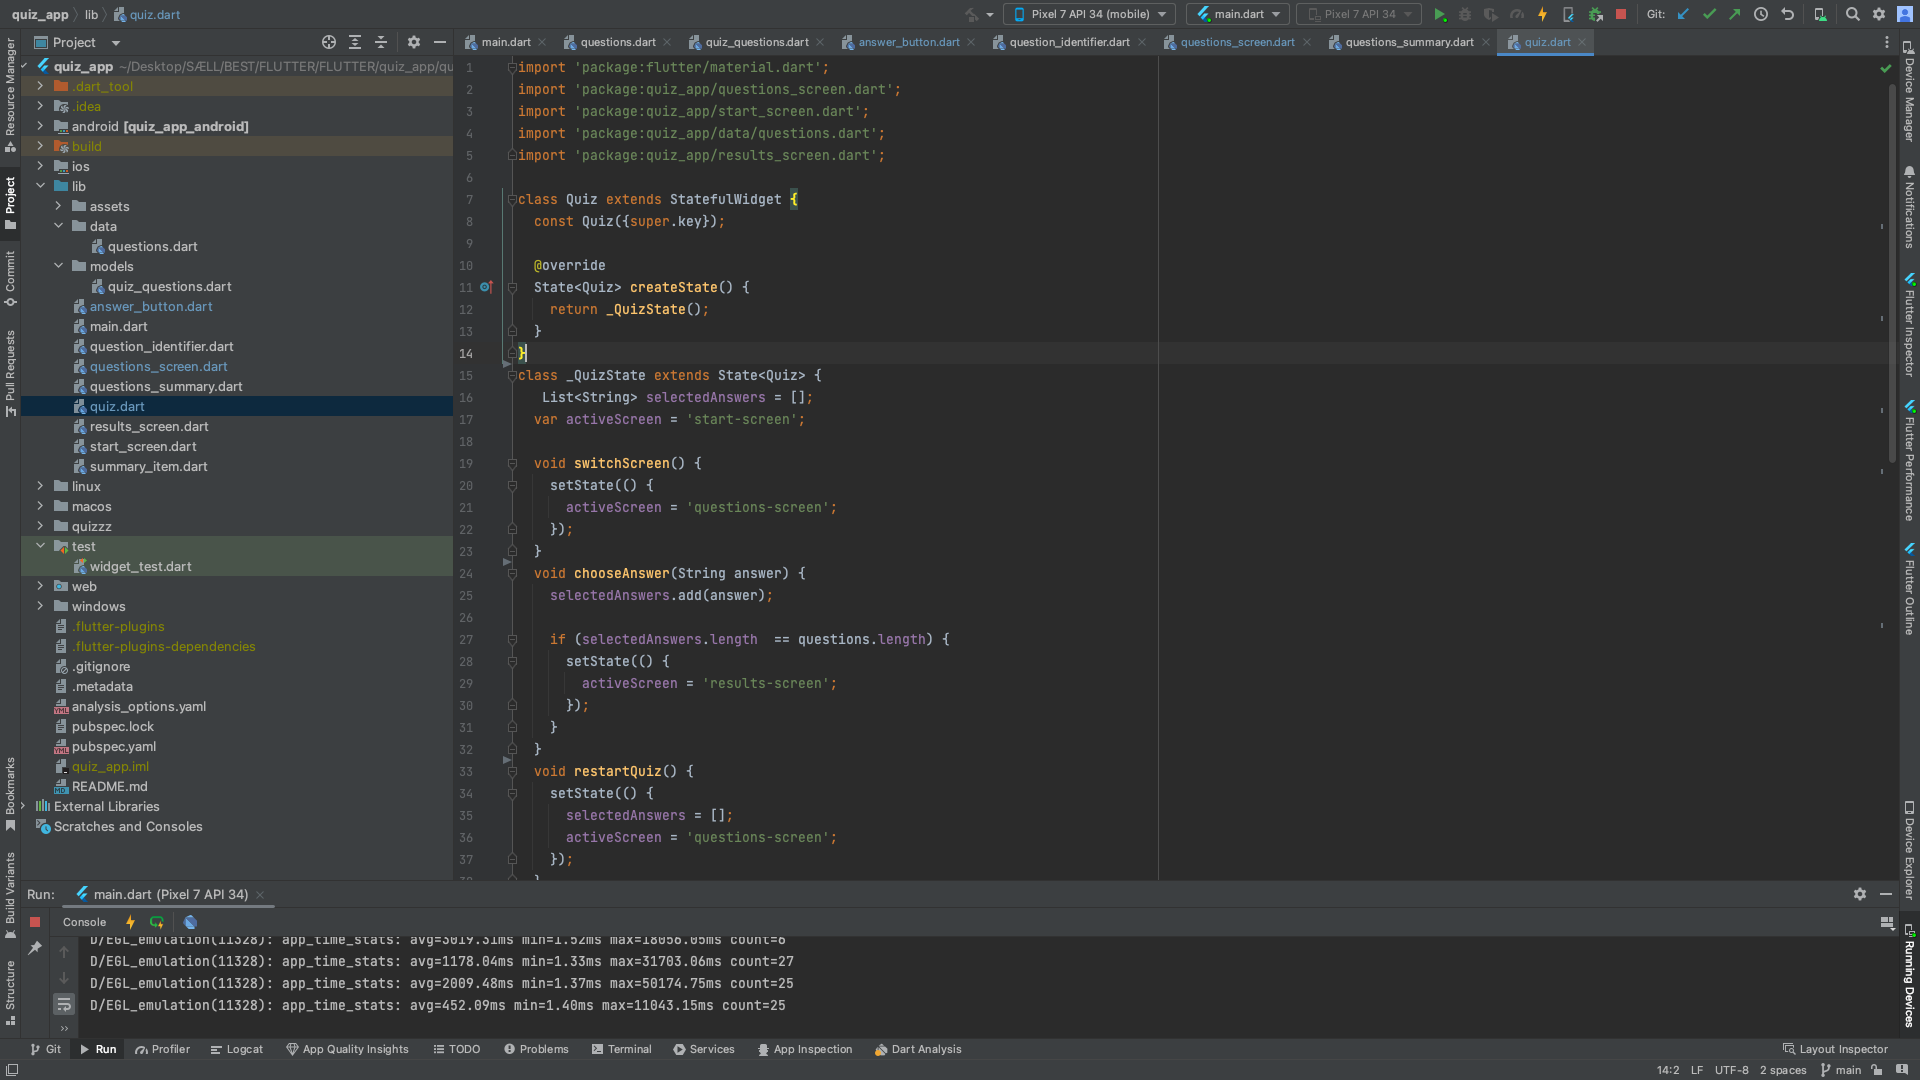 quiz_app
lib
quiz.dart
Pixel 7 API 34 (mobile)
main.dart
Pixel 7 API 34
Git:
Project
main.dart
questions.dart
quiz_questions.dart
answer_button.dart
question_identifier.dart
questions_screen.dart
questions_summary.dart
quiz.dart
Resource Manager
Project
Commit
Pull Requests
Bookmarks
Build Variants
Structure
quiz_app ~/Desktop/SÆLL/BEST/FLUTTER/FLUTTER/quiz_app/qu
.dart_tool
.idea
android [quiz_app_android]
build
ios
lib
assets
data
questions.dart
models
quiz_questions.dart
answer_button.dart
main.dart
question_identifier.dart
questions_screen.dart
questions_summary.dart
quiz.dart
results_screen.dart
start_screen.dart
summary_item.dart
linux
macos
quizzz
test
widget_test.dart
web
windows
.flutter-plugins
.flutter-plugins-dependencies
.gitignore
.metadata
analysis_options.yaml
pubspec.lock
pubspec.yaml
quiz_app.iml
README.md
External Libraries
Scratches and Consoles
1 import 'package:flutter/material.dart';
2 import 'package:quiz_app/questions_screen.dart';
3 import 'package:quiz_app/start_screen.dart';
4 import 'package:quiz_app/data/questions.dart';
5 import 'package:quiz_app/results_screen.dart';
6
7 class Quiz extends StatefulWidget {
8 const Quiz({super.key});
9
10 @override
11 State<Quiz> createState() {
12 return _QuizState();
13 }
14 }
15 class _QuizState extends State<Quiz> {
16 List<String> selectedAnswers = [];
17 var activeScreen = 'start-screen';
18
19 void switchScreen() {
20 setState(() {
21 activeScreen = 'questions-screen';
22 });
23 }
24 void chooseAnswer(String answer) {
25 selectedAnswers.add(answer);
26
27 if (selectedAnswers.length  == questions.length) {
28 setState(() {
29 activeScreen = 'results-screen';
30 });
31 }
32 }
33 void restartQuiz() {
34 setState(() {
35 selectedAnswers = [];
36 activeScreen = 'questions-screen';
37 });
Device Manager
Notifications
Flutter Inspector
Flutter Performance
Flutter Outline
Device Explorer
Running Devices
Run: main.dart (Pixel 7 API 34)
Console
D/EGL_emulation(11328): app_time_stats: avg=3019.31ms min=1.52ms max=18056.05ms count=6
D/EGL_emulation(11328): app_time_stats: avg=1178.04ms min=1.33ms max=31703.06ms count=27
D/EGL_emulation(11328): app_time_stats: avg=2009.48ms min=1.37ms max=50174.75ms count=25
D/EGL_emulation(11328): app_time_stats: avg=452.09ms min=1.40ms max=11043.15ms count=25
Git
Run
Profiler
Logcat
App Quality Insights
TODO
Problems
Terminal
Services
App Inspection
Dart Analysis
Layout Inspector
14:2 LF UTF-8 2 spaces main